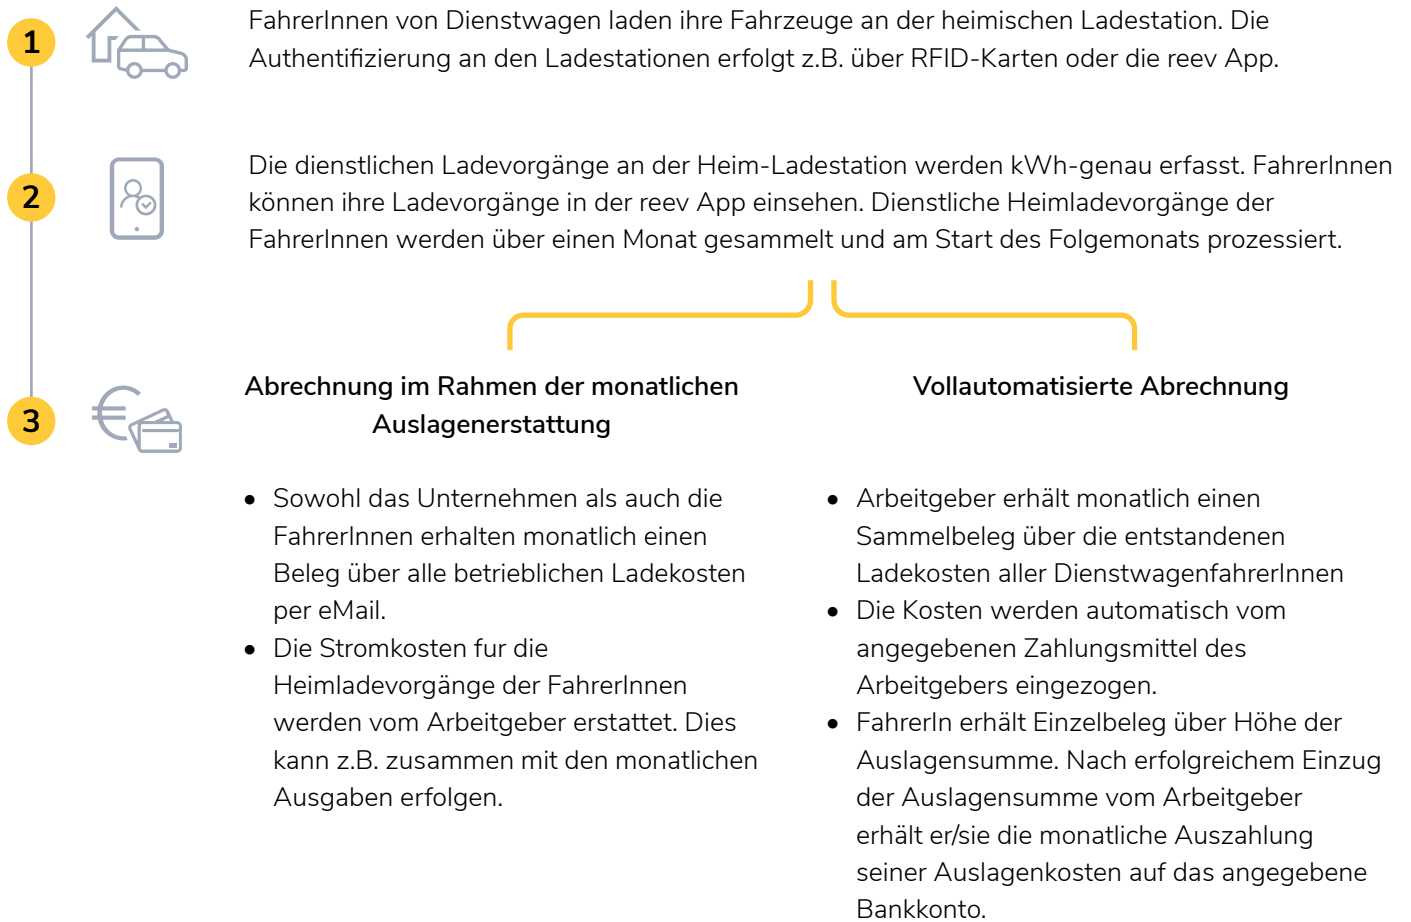 1
FahrerInnen von Dienstwagen laden ihre Fahrzeuge an der heimischen Ladestation. Die
Authentifizierung an den Ladestationen erfolgt z.B. über RFID-Karten oder die reev App.
2
Die dienstlichen Ladevorgänge an der Heim-Ladestation werden kWh-genau erfasst. FahrerInnen
können ihre Ladevorgänge in der reev App einsehen. Dienstliche Heimladevorgänge der
FahrerInnen werden über einen Monat gesammelt und am Start des Folgemonats prozessiert.
3
Abrechnung im Rahmen der monatlichen
Auslagenerstattung
• Sowohl das Unternehmen als auch die
FahrerInnen erhalten monatlich einen
Beleg über alle betrieblichen Ladekosten
per eMail.
• Die Stromkosten fur die
Heimladevorgänge der FahrerInnen
werden vom Arbeitgeber erstattet. Dies
kann z.B. zusammen mit den monatlichen
Ausgaben erfolgen.
Vollautomatisierte Abrechnung
• Arbeitgeber erhält monatlich einen
Sammelbeleg über die entstandenen
Ladekosten aller DienstwagenfahrerInnen
• Die Kosten werden automatisch vom
angegebenen Zahlungsmittel des
Arbeitgebers eingezogen.
• FahrerIn erhält Einzelbeleg über Höhe der
Auslagensumme. Nach erfolgreichem Einzug
der Auslagensumme vom Arbeitgeber
erhält er/sie die monatliche Auszahlung
seiner Auslagenkosten auf das angegebene
Bankkonto.